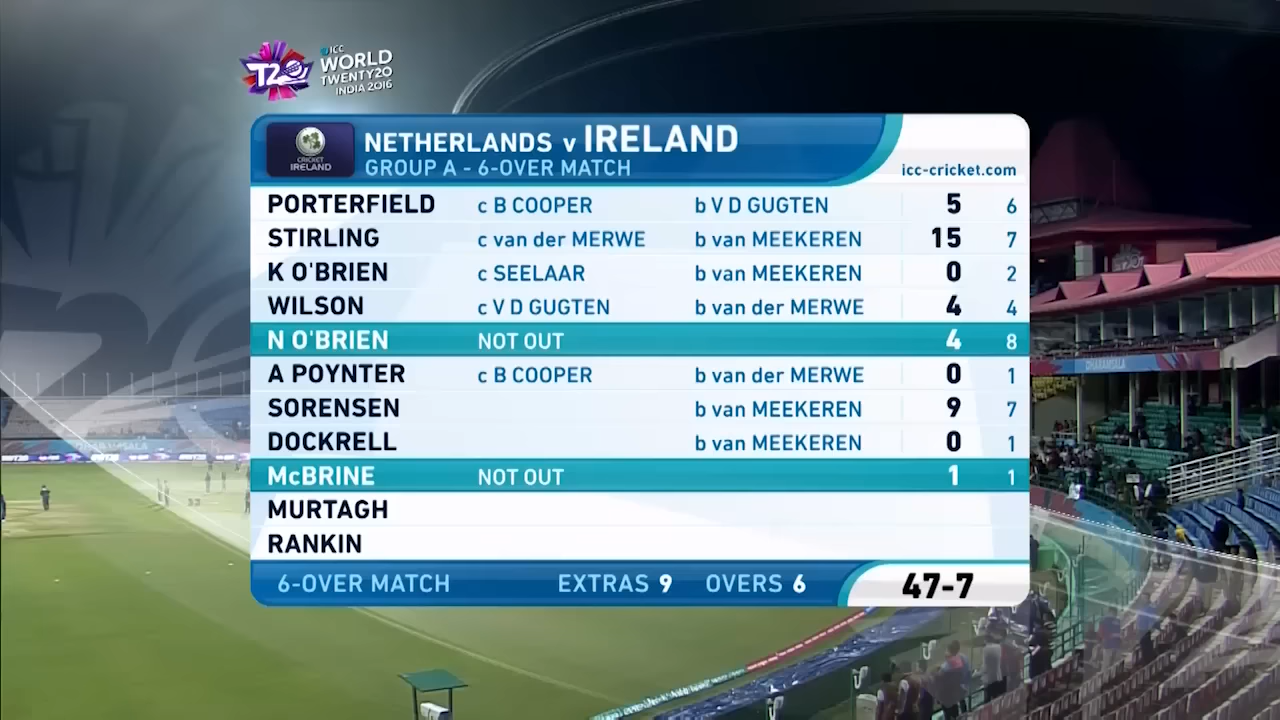 ICC
WORLD
TWENTY20
INDIA 2016
T20
CRICKET
IRELAND
NETHERLANDS v IRELAND
GROUP A - 6-OVER MATCH
icc-cricket.com
PORTERFIELD c B COOPER b V D GUGTEN 5 6
STIRLING c van der MERWE b van MEEKEREN 15 7
K O'BRIEN c SEELAAR b van MEEKEREN 0 2
WILSON c V D GUGTEN b van der MERWE 4 4
N O'BRIEN NOT OUT 4 8
A POYNTER c B COOPER b van der MERWE 0 1
SORENSEN b van MEEKEREN 9 7
DOCKRELL b van MEEKEREN 0 1
McBRINE NOT OUT 1 1
MURTAGH
RANKIN
6-OVER MATCH EXTRAS 9 OVERS 6 47-7
DHARAMSALA
DHARAMSALA